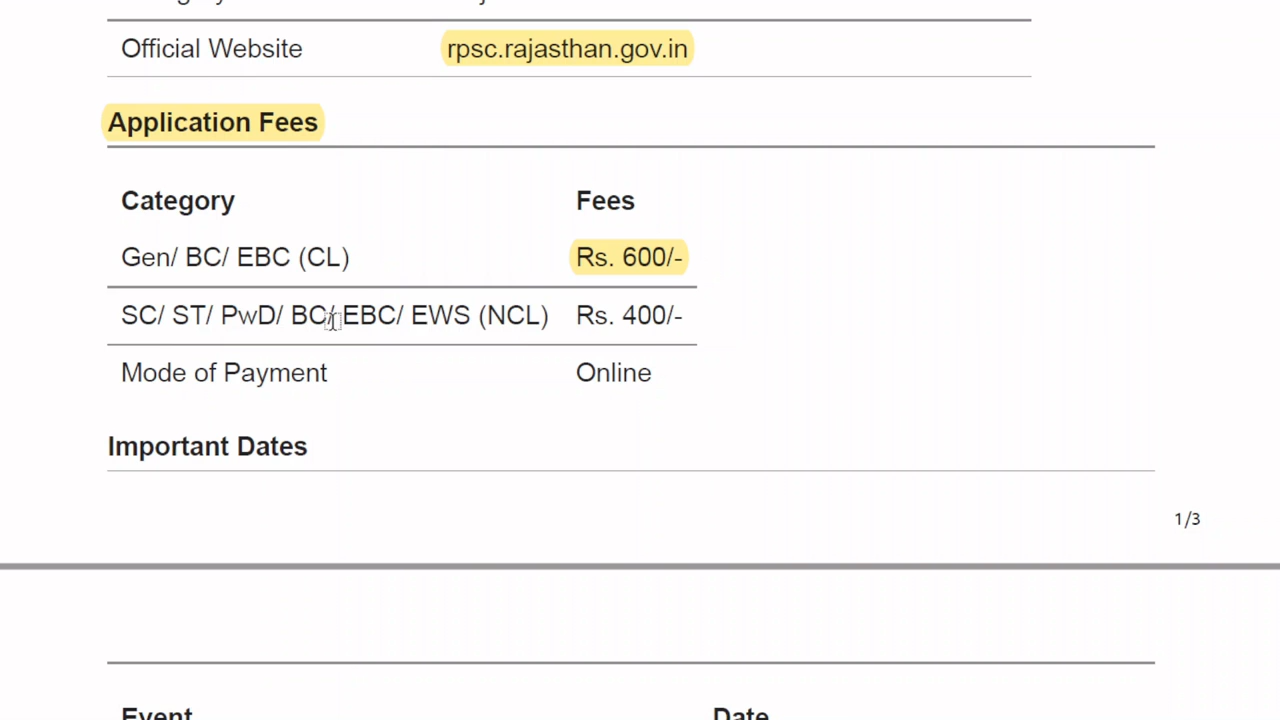 Official Website rpsc.rajasthan.gov.in
Application Fees
Category Fees
Gen/ BC/ EBC (CL) Rs. 600/-
SC/ ST/ PwD/ BC/ EBC/ EWS (NCL) Rs. 400/-
Mode of Payment Online
Important Dates
1/3
Event Date